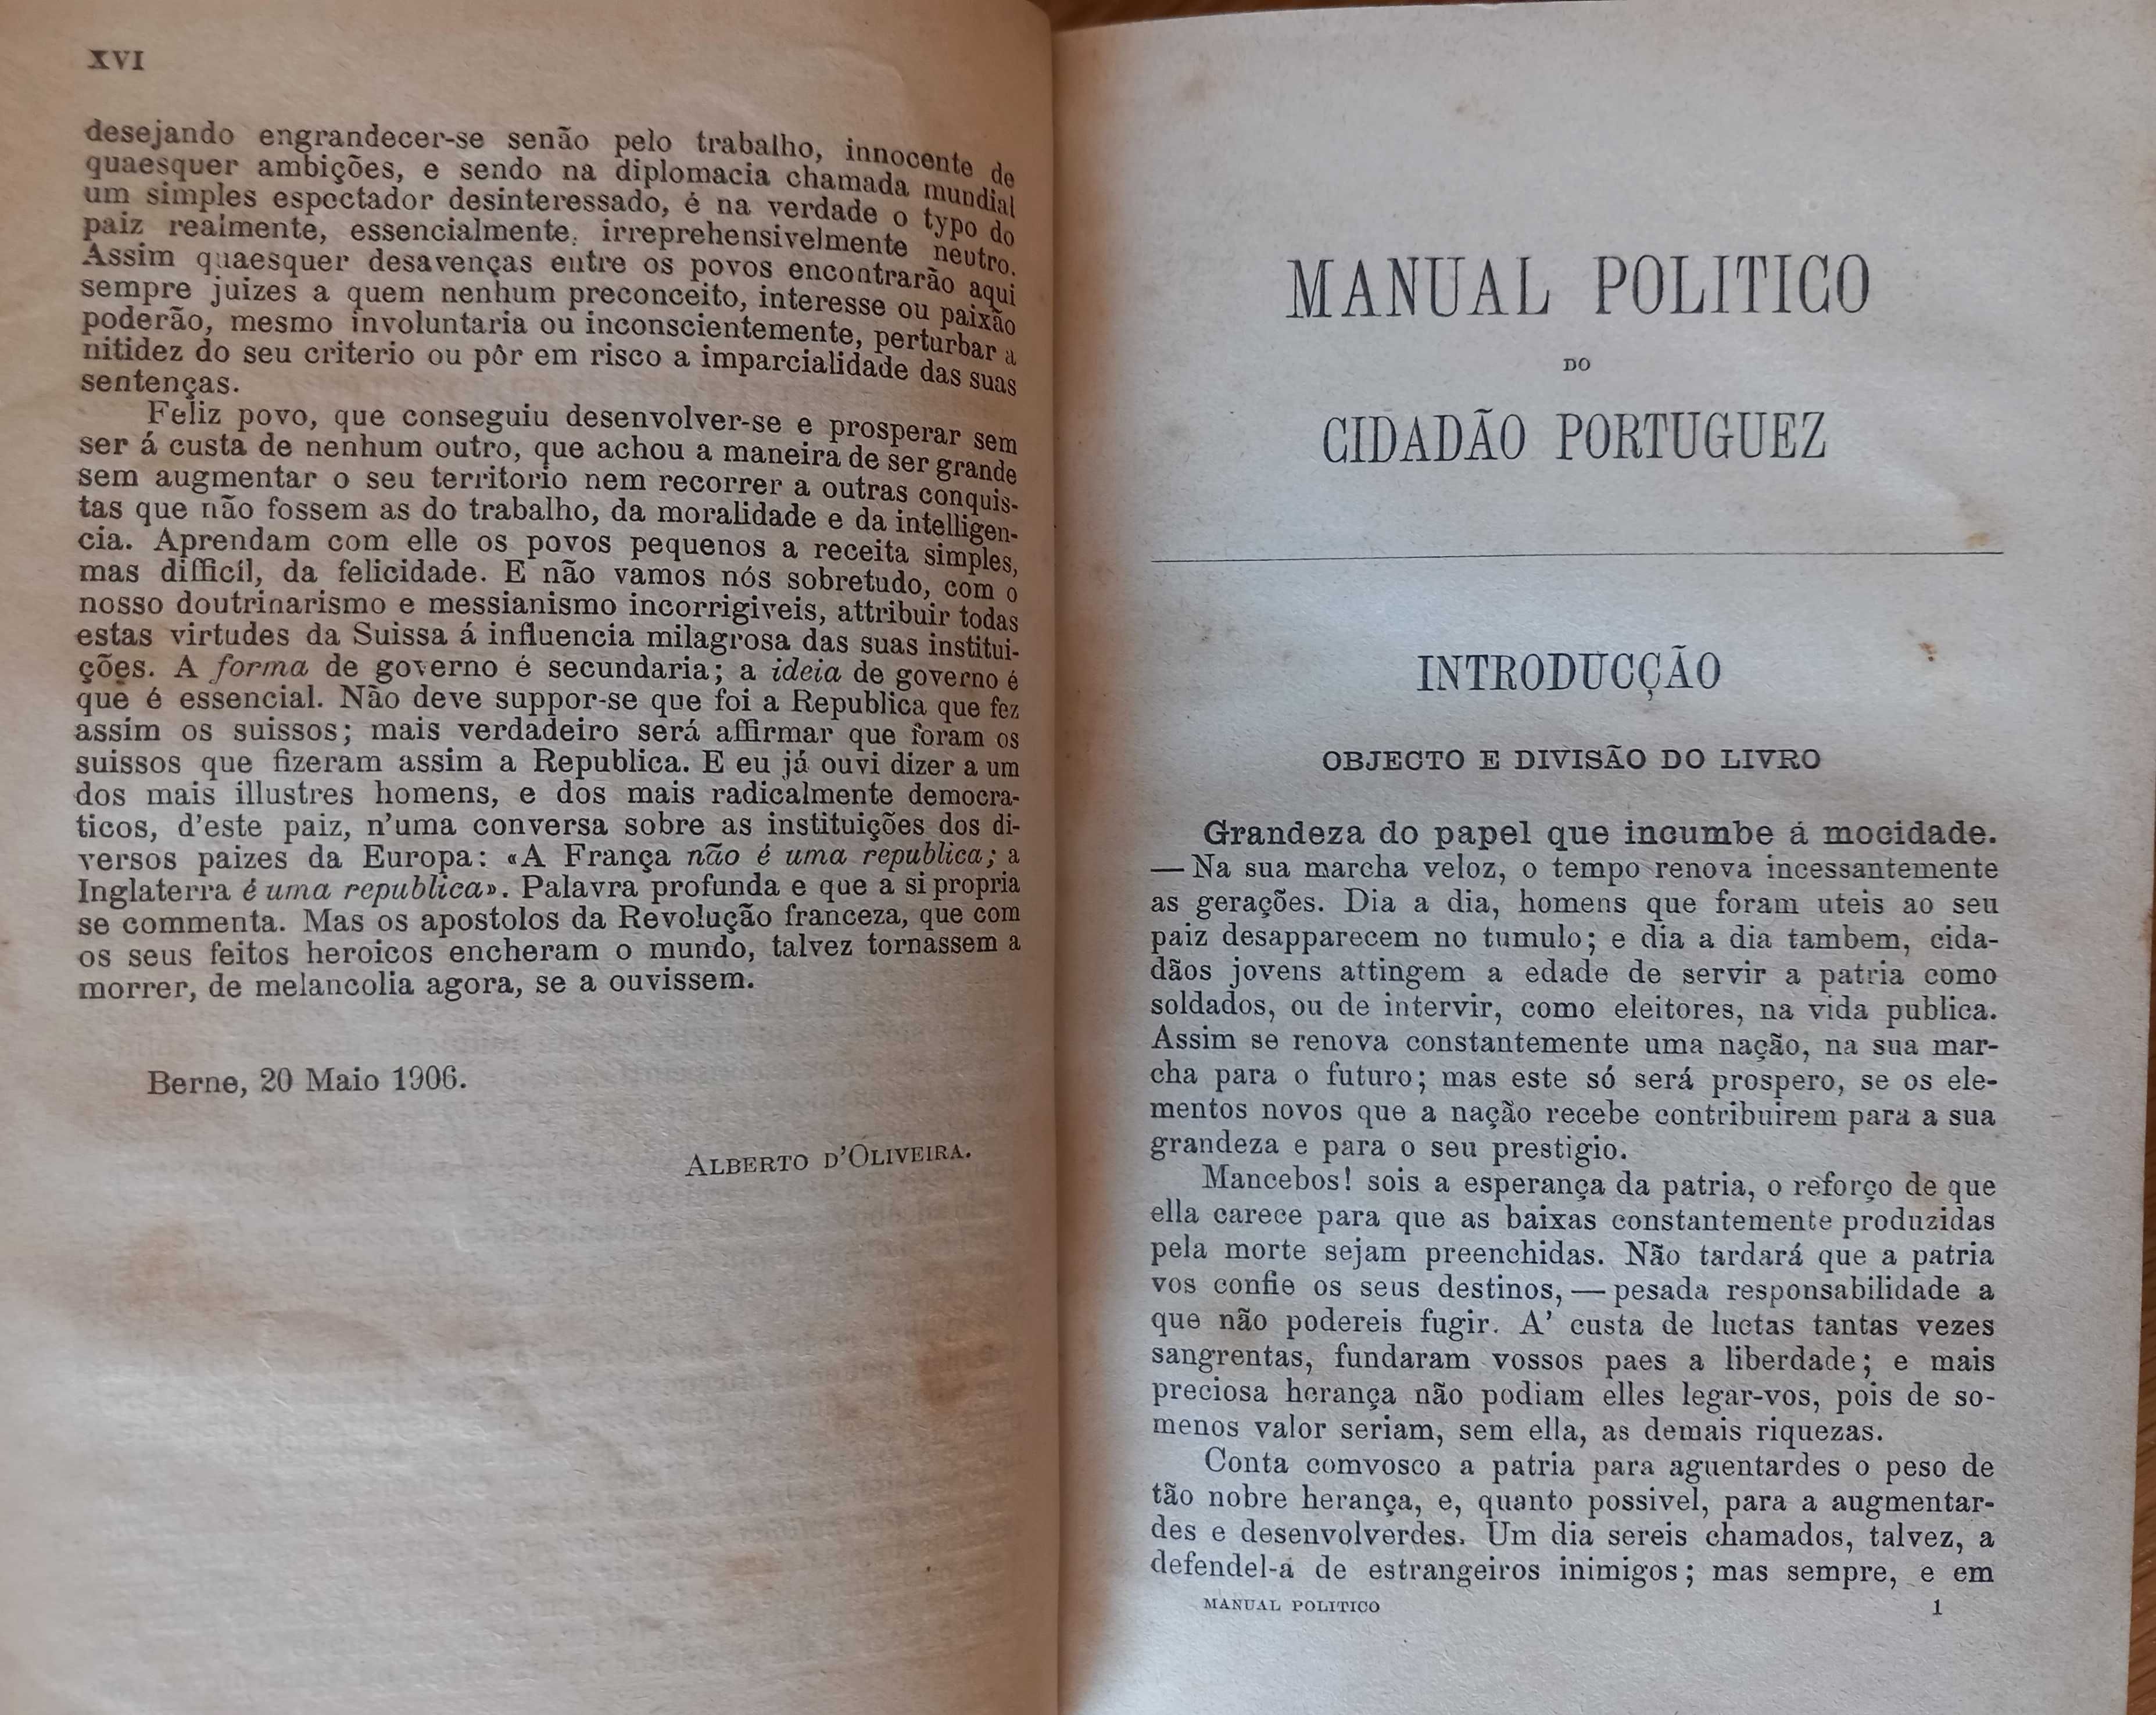 XVI
desejando engrandecer-se senão pelo trabalho, innocente de
quaesquer ambições, e sendo na diplomacia chamada mundial
um simples espectador desinteressado, é na verdade o typo do
paiz realmente, essencialmente, irreprehensivelmente neutro.
Assim quaesquer desavenças entre os povos encontrarão aqui
sempre juizes a quem nenhum preconceito, interesse ou paixão
poderão, mesmo involuntaria ou inconscientemente, perturbar a
nitidez do seu criterio ou pôr em risco a imparcialidade das suas
sentenças.
Feliz povo, que conseguiu desenvolver-se e prosperar sem
ser á custa de nenhum outro, que achou a maneira de ser grande
sem augmentar o seu territorio nem recorrer a outras conquis-
tas que não fossem as do trabalho, da moralidade e da intelligen-
cia. Aprendam com elle os povos pequenos a receita simples,
mas difficil, da felicidade. E não vamos nós sobretudo, com o
nosso doutrinarismo e messianismo incorrigiveis, attribuir todas
estas virtudes da Suissa á influencia milagrosa das suas institui-
ções. A forma de governo é secundaria; a ideia de governo é
que é essencial. Não deve suppor-se que foi a Republica que fez
assim os suissos; mais verdadeiro será affirmar que foram os
suissos que fizeram assim a Republica. E eu já ouvi dizer a um
dos mais illustres homens, e dos mais radicalmente democra-
ticos, d'este paiz, n'uma conversa sobre as instituições dos di-
versos paizes da Europa: «A França não é uma republica; a
Inglaterra é uma republica». Palavra profunda e que a si propria
se commenta. Mas os apostolos da Revolução franceza, que com
os seus feitos heroicos encheram o mundo, talvez tornassem a
morrer, de melancolia agora, se a ouvissem.
Berne, 20 Maio 1906.
ALBERTO D'OLIVEIRA.
MANUAL POLITICO
DO
CIDADÃO PORTUGUEZ
INTRODUCÇÃO
OBJECTO E DIVISÃO DO LIVRO
Grandeza do papel que incumbe á mocidade.
— Na sua marcha veloz, o tempo renova incessantemente
as gerações. Dia a dia, homens que foram uteis ao seu
paiz desapparecem no tumulo; e dia a dia tambem, cida-
dãos jovens attingem a edade de servir a patria como
soldados, ou de intervir, como eleitores, na vida publica.
Assim se renova constantemente uma nação, na sua mar-
cha para o futuro; mas este só será prospero, se os ele-
mentos novos que a nação recebe contribuirem para a sua
grandeza e para o seu prestigio.
Mancebos! sois a esperança da patria, o reforço de que
ella carece para que as baixas constantemente produzidas
pela morte sejam preenchidas. Não tardará que a patria
vos confie os seus destinos, — pesada responsabilidade a
que não podereis fugir. A' custa de luctas tantas vezes
sangrentas, fundaram vossos paes a liberdade; e mais
preciosa herança não podiam elles legar-vos, pois de so-
menos valor seriam, sem ella, as demais riquezas.
Conta comvosco a patria para aguentardes o peso de
tão nobre herança, e, quanto possivel, para a augmentar-
des e desenvolverdes. Um dia sereis chamados, talvez, a
defendel-a de estrangeiros inimigos; mas sempre, e em
MANUAL POLITICO 1